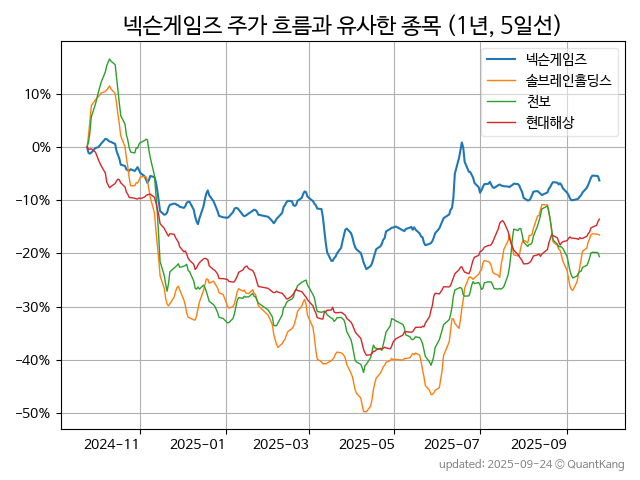 넥슨게임즈 주가 흐름과 유사한 종목 (1년, 5일선)
넥슨게임즈
솔브레인홀딩스
천보
현대해상
10%
0%
−10%
−20%
−30%
−40%
−50%
2024−11
2025−01
2025−03
2025−05
2025−07
2025−09
updated: 2025-09-24 © QuantKang